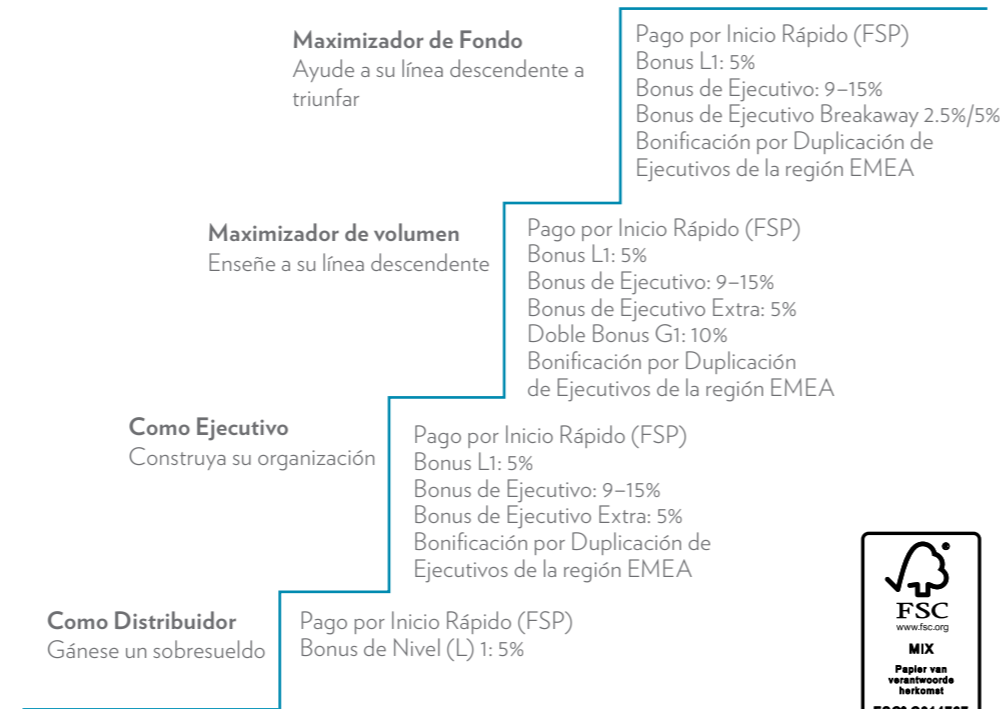 Maximizador de Fondo
Ayude a su línea descendente a
triunfar
Pago por Inicio Rápido (FSP)
Bonus L1: 5%
Bonus de Ejecutivo: 9–15%
Bonus de Ejecutivo Breakaway 2.5%/5%
Bonificación por Duplicación de
Ejecutivos de la región EMEA
Maximizador de volumen
Enseñe a su línea descendente
Pago por Inicio Rápido (FSP)
Bonus L1: 5%
Bonus de Ejecutivo: 9–15%
Bonus de Ejecutivo Extra: 5%
Doble Bonus G1: 10%
Bonificación por Duplicación
de Ejecutivos de la región EMEA
Como Ejecutivo
Construya su organización
Pago por Inicio Rápido (FSP)
Bonus L1: 5%
Bonus de Ejecutivo: 9–15%
Bonus de Ejecutivo Extra: 5%
Bonificación por Duplicación de
Ejecutivos de la región EMEA
Como Distribuidor
Gánese un sobresueldo
Pago por Inicio Rápido (FSP)
Bonus de Nivel (L) 1: 5%
FSC
www.fsc.org
MIX
Papier van
verantwoorde
herkomst